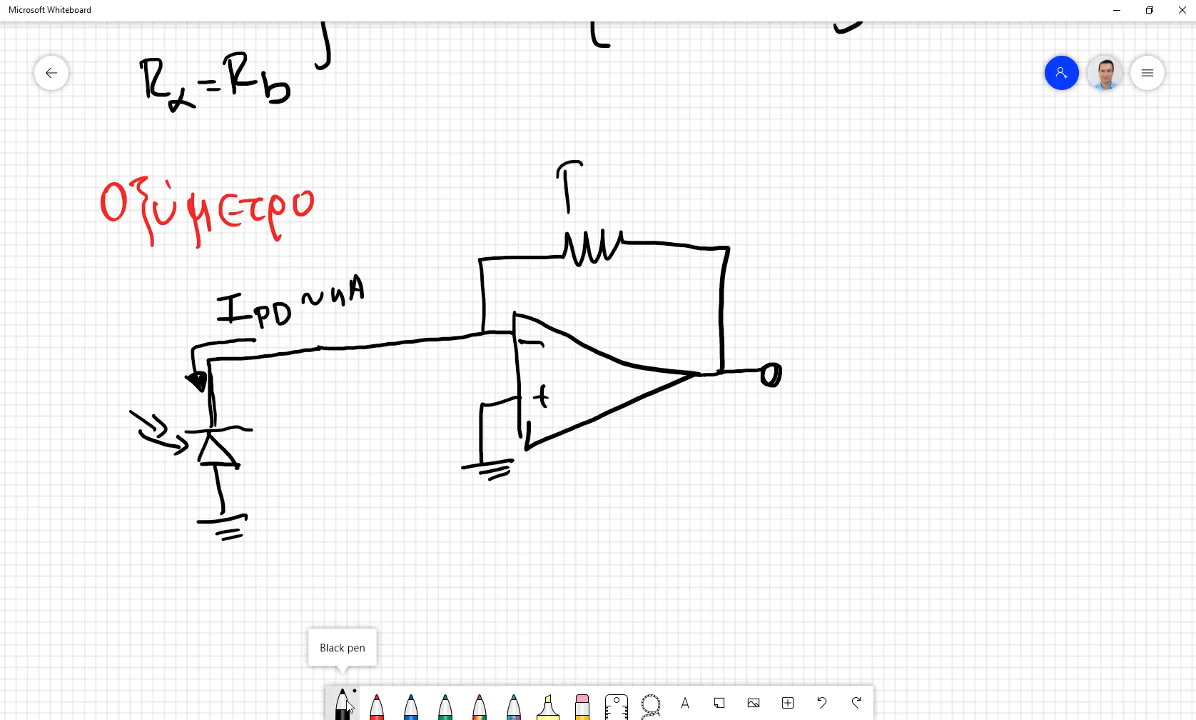 Microsoft Whiteboard
Rα = Rb
Οξύμετρο
IPD ~ μA
Γ
−
+
Black pen
A